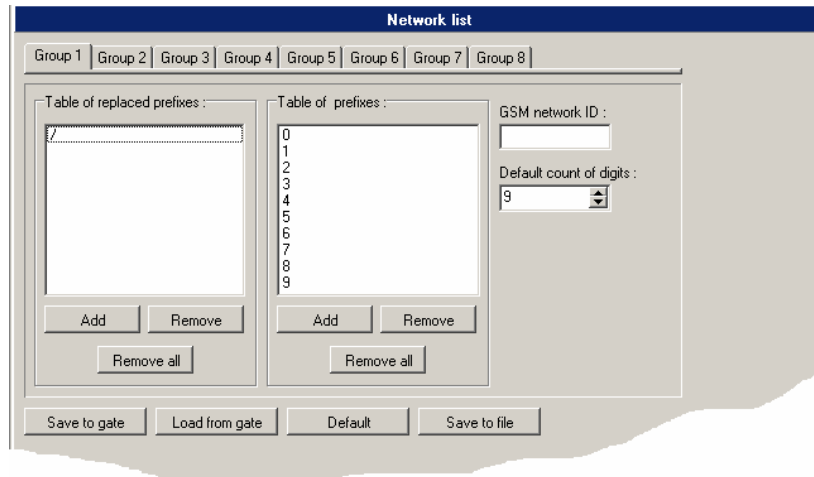 Network list
Group 1 Group 2 Group 3 Group 4 Group 5 Group 6 Group 7 Group 8
Table of replaced prefixes :
/
Add Remove
Remove all
Table of prefixes :
0
1
2
3
4
5
6
7
8
9
Add Remove
Remove all
GSM network ID :
Default count of digits :
9
Save to gate Load from gate Default Save to file